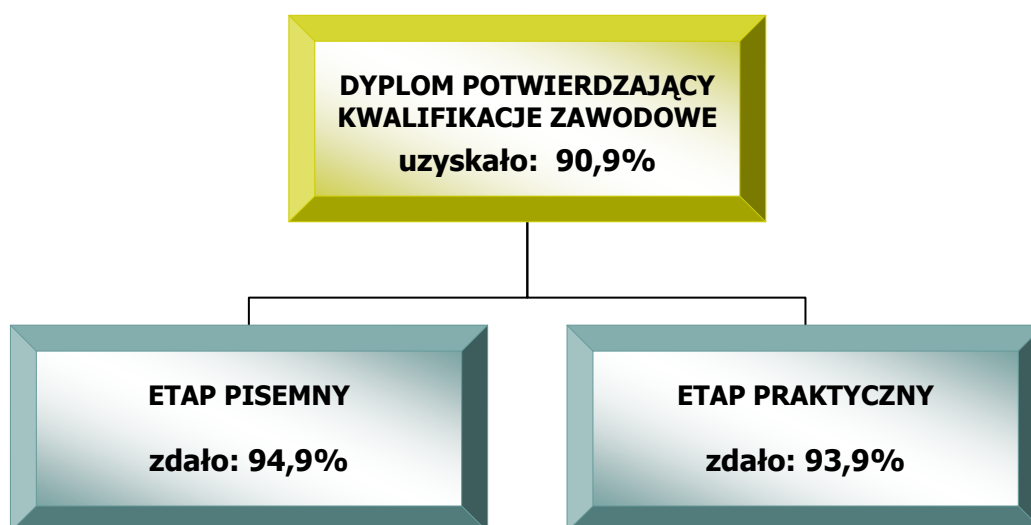 DYPLOM POTWIERDZAJĄCY
KWALIFIKACJE ZAWODOWE
uzyskało: 90,9%
ETAP PISEMNY
zdało: 94,9%
ETAP PRAKTYCZNY
zdało: 93,9%